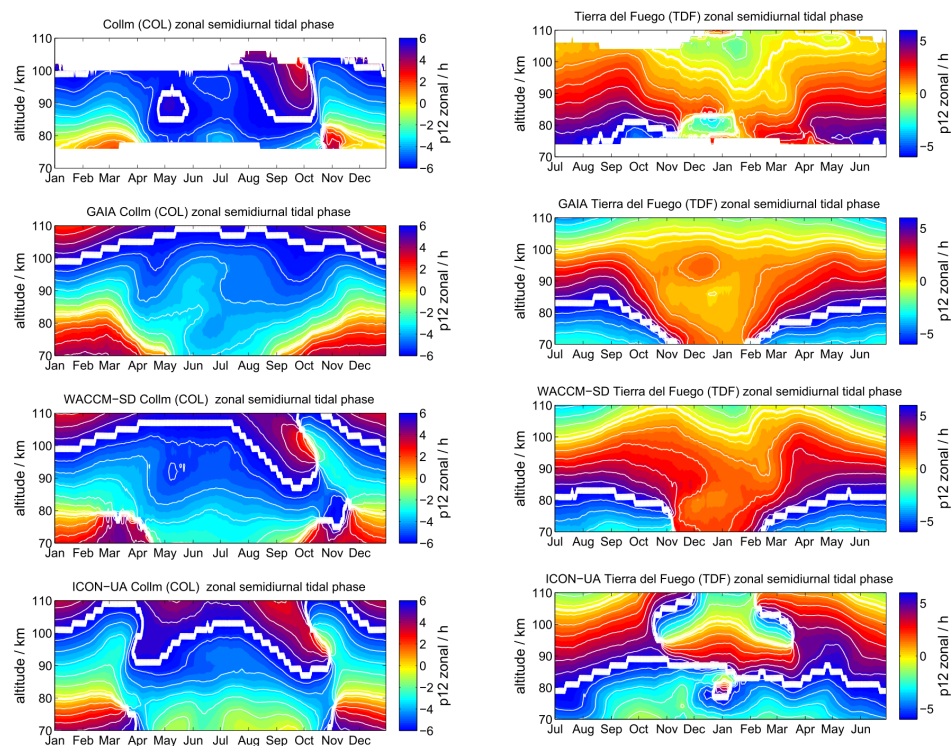 Collm (COL) zonal semidiurnal tidal phase
110
100
90
80
70
altitude / km
Jan Feb Mar Apr May Jun Jul Aug Sep Oct Nov Dec
6
4
2
0
−2
−4
−6
p12 zonal / h
Tierra del Fuego (TDF) zonal semidiurnal tidal phase
110
100
90
80
70
altitude / km
Jul Aug Sep Oct Nov Dec Jan Feb Mar Apr May Jun
5
0
−5
p12 zonal / h
GAIA Collm (COL) zonal semidiurnal tidal phase
110
100
90
80
70
altitude / km
Jan Feb Mar Apr May Jun Jul Aug Sep Oct Nov Dec
6
4
2
0
−2
−4
−6
p12 zonal / h
GAIA Tierra del Fuego (TDF) zonal semidiurnal tidal phase
110
100
90
80
70
altitude / km
Jul Aug Sep Oct Nov Dec Jan Feb Mar Apr May Jun
5
0
−5
p12 zonal / h
WACCM−SD Collm (COL) zonal semidiurnal tidal phase
110
100
90
80
70
altitude / km
Jan Feb Mar Apr May Jun Jul Aug Sep Oct Nov Dec
6
4
2
0
−2
−4
−6
p12 zonal / h
WACCM−SD Tierra del Fuego (TDF) zonal semidiurnal tidal phase
110
100
90
80
70
altitude / km
Jul Aug Sep Oct Nov Dec Jan Feb Mar Apr May Jun
5
0
−5
p12 zonal / h
ICON−UA Collm (COL) zonal semidiurnal tidal phase
110
100
90
80
70
altitude / km
Jan Feb Mar Apr May Jun Jul Aug Sep Oct Nov Dec
6
4
2
0
−2
−4
−6
p12 zonal / h
ICON−UA Tierra del Fuego (TDF) zonal semidiurnal tidal phase
110
100
90
80
70
altitude / km
Jul Aug Sep Oct Nov Dec Jan Feb Mar Apr May Jun
5
0
−5
p12 zonal / h